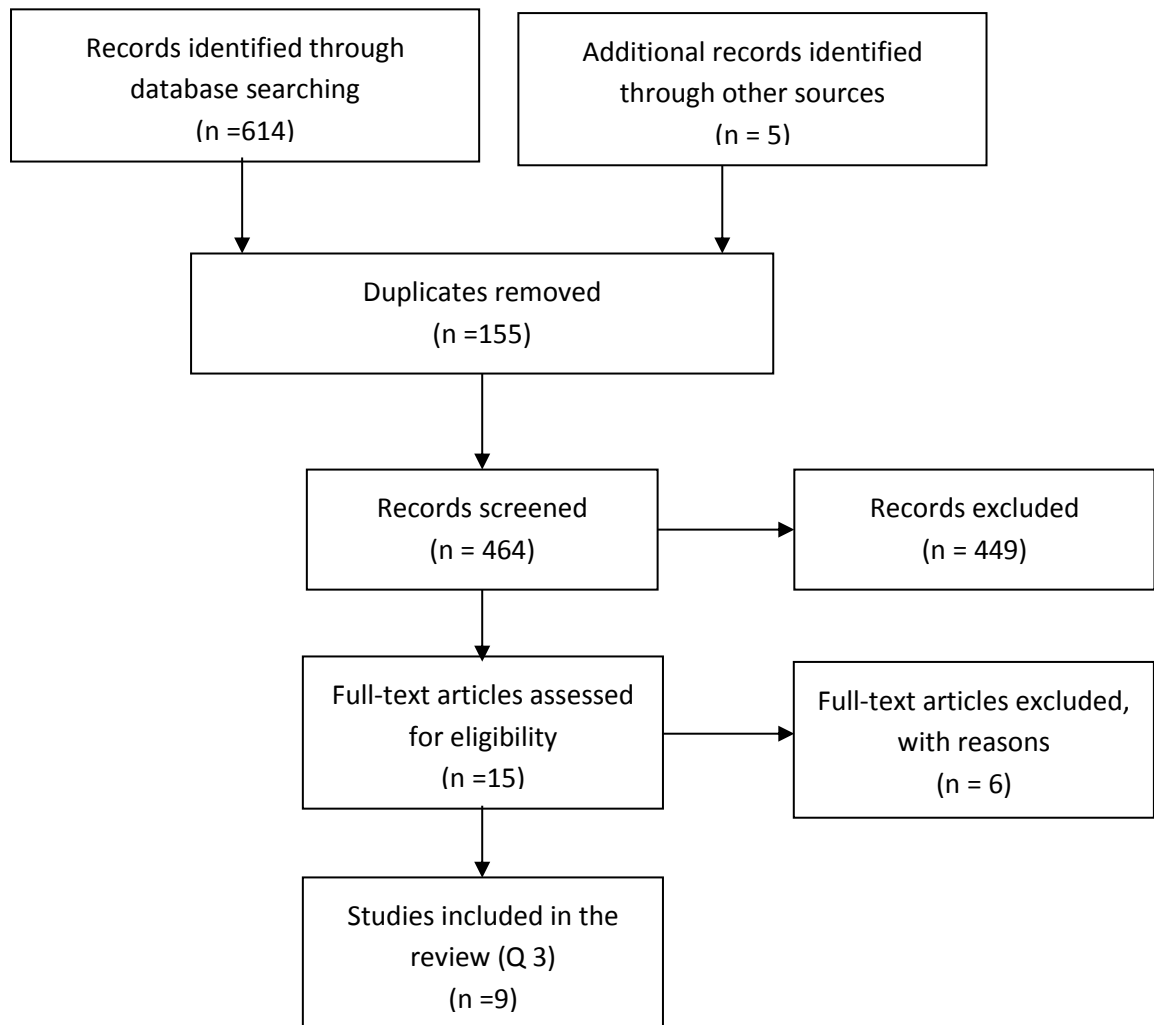 Records identified through
database searching
(n =614)
Additional records identified
through other sources
(n = 5)
Duplicates removed
(n =155)
Records screened
(n = 464)
Records excluded
(n = 449)
Full-text articles assessed
for eligibility
(n =15)
Full-text articles excluded,
with reasons
(n = 6)
Studies included in the
review (Q 3)
(n =9)